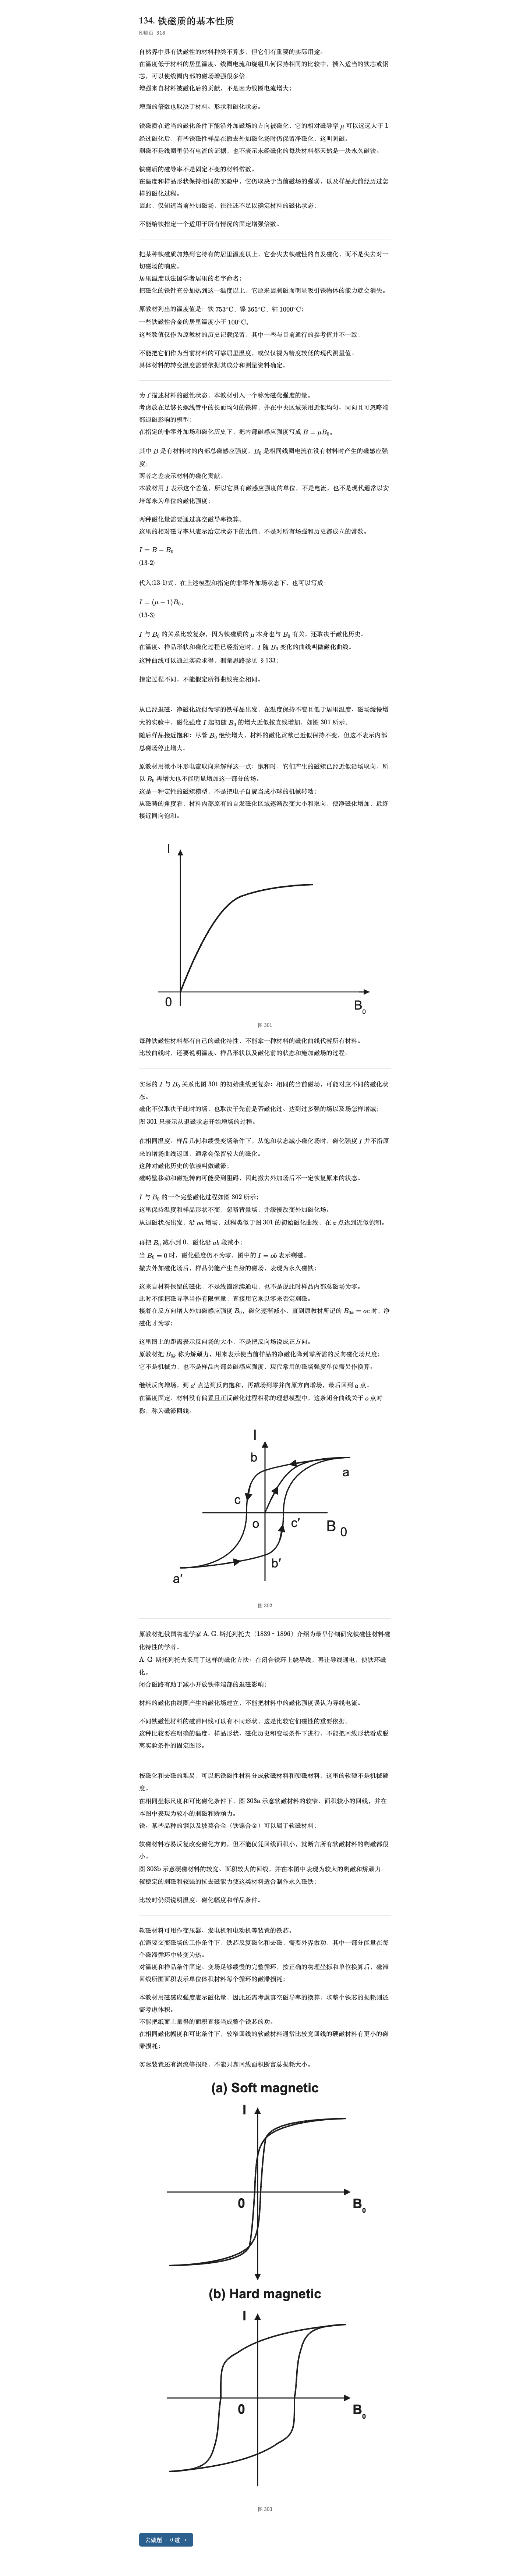 134. 铁磁质的基本性质
印刷页 318
自然界中具有铁磁性的材料种类不算多，但它们有重要的实际用途。
在温度低于材料的居里温度、线圈电流和绕组几何保持相同的比较中，插入适当的铁芯或钢
芯，可以使线圈内部的磁场增强很多倍。
增强来自材料被磁化后的贡献，不是因为线圈电流增大；
增强的倍数也取决于材料、形状和磁化状态。
铁磁质在适当的磁化条件下能沿外加磁场的方向被磁化，它的相对磁导率 μ 可以远远大于 1.
经过磁化后，有些铁磁性样品在撤去外加磁化场时仍保留净磁化，这叫剩磁。
剩磁不是线圈里仍有电流的证据，也不表示未经磁化的每块材料都天然是一块永久磁铁。
铁磁质的磁导率不是固定不变的材料常数。
在温度和样品形状保持相同的实验中，它仍取决于当前磁场的强弱，以及样品此前经历过怎
样的磁化过程。
因此，仅知道当前外加磁场，往往还不足以确定材料的磁化状态；
不能给铁指定一个适用于所有情况的固定增强倍数。
把某种铁磁质加热到它特有的居里温度以上，它会失去铁磁性的自发磁化，而不是失去对一
切磁场的响应。
居里温度以法国学者居里的名字命名；
把磁化的铁针充分加热到这一温度以上，它原来因剩磁而明显吸引铁物体的能力就会消失。
原教材列出的温度值是：铁 753°C、镍 365°C、钴 1000°C；
一些铁磁性合金的居里温度小于 100°C。
这些数值仅作为原教材的历史记载保留，其中一些与目前通行的参考值并不一致；
不能把它们作为当前材料的可靠居里温度，或仅仅视为精度较低的现代测量值。
具体材料的转变温度需要依据其成分和测量资料确定。
为了描述材料的磁性状态，本教材引入一个称为磁化强度的量。
考虑放在足够长螺线管中的长而均匀的铁棒，并在中央区域采用近似均匀、同向且可忽略端
部退磁影响的模型；
在指定的非零外加场和磁化历史下，把内部磁感应强度写成 B = μB₀。
其中 B 是有材料时的内部总磁感应强度，B₀ 是相同线圈电流在没有材料时产生的磁感应强
度；
两者之差表示材料的磁化贡献。
本教材用 I 表示这个差值，所以它具有磁感应强度的单位，不是电流，也不是现代通常以安
培每米为单位的磁化强度；
两种磁化量需要通过真空磁导率换算。
这里的相对磁导率只表示给定状态下的比值，不是对所有场强和历史都成立的常数。
I = B − B₀
(13-2)
代入(13-1)式，在上述模型和指定的非零外加场状态下，也可以写成：
I = (μ − 1)B₀。
(13-3)
I 与 B₀ 的关系比较复杂，因为铁磁质的 μ 本身也与 B₀ 有关，还取决于磁化历史。
在温度、样品形状和磁化过程已经指定时，I 随 B₀ 变化的曲线叫做磁化曲线。
这种曲线可以通过实验求得，测量思路参见 §133；
指定过程不同，不能假定所得曲线完全相同。
从已经退磁、净磁化近似为零的铁样品出发，在温度保持不变且低于居里温度、磁场缓慢增
大的实验中，磁化强度 I 起初随 B₀ 的增大近似按直线增加，如图 301 所示。
随后样品接近饱和：尽管 B₀ 继续增大，材料的磁化贡献已近似保持不变，但这不表示内部
总磁场停止增大。
原教材用微小环形电流取向来解释这一点：饱和时，它们产生的磁矩已经近似沿场取向，所
以 B₀ 再增大也不能明显增加这一部分的场。
这是一种定性的磁矩模型，不是把电子自旋当成小球的机械转动；
从磁畴的角度看，材料内部原有的自发磁化区域逐渐改变大小和取向，使净磁化增加，最终
接近同向饱和。
I
0
B₀
图 301
每种铁磁性材料都有自己的磁化特性，不能拿一种材料的磁化曲线代替所有材料。
比较曲线时，还要说明温度、样品形状以及磁化前的状态和施加磁场的过程。
实际的 I 与 B₀ 关系比图 301 的初始曲线更复杂：相同的当前磁场，可能对应不同的磁化状
态。
磁化不仅取决于此时的场，也取决于先前是否磁化过、达到过多强的场以及场怎样增减；
图 301 只表示从退磁状态开始增场的过程。
在相同温度、样品几何和缓慢变场条件下，从饱和状态减小磁化场时，磁化强度 I 并不沿原
来的增场曲线返回，通常会保留较大的磁化。
这种对磁化历史的依赖叫做磁滞；
磁畴壁移动和磁矩转向可能受到阻碍，因此撤去外加场后不一定恢复原来的状态。
I 与 B₀ 的一个完整磁化过程如图 302 所示：
这里保持温度和样品形状不变，忽略背景场，并缓慢改变外加磁化场。
从退磁状态出发，沿 oa 增场，过程类似于图 301 的初始磁化曲线，在 a 点达到近似饱和。
再把 B₀ 减小到 0，磁化沿 ab 段减小；
当 B₀ = 0 时，磁化强度仍不为零，图中的 I = ob 表示剩磁。
撤去外加磁化场后，样品仍能产生自身的磁场，表现为永久磁铁；
这来自材料保留的磁化，不是线圈继续通电，也不是说此时样品内部总磁场为零。
此时不能把磁导率当作有限恒量，直接用它乘以零来否定剩磁。
接着在反方向增大外加磁感应强度 B₀，磁化逐渐减小，直到原教材所记的 B₀ₖ = oc 时，净
磁化才为零；
这里图上的距离表示反向场的大小，不是把反向场说成正方向。
原教材把 B₀ₖ 称为矫顽力，用来表示使当前样品的净磁化降到零所需的反向磁化场尺度；
它不是机械力，也不是样品内部总磁感应强度，现代常用的磁场强度单位需另作换算。
继续反向增场，到 a′ 点达到反向饱和，再减场到零并向原方向增场，最后回到 a 点。
在温度固定、材料没有偏置且正反磁化过程相称的理想模型中，这条闭合曲线关于 o 点对
称，称为磁滞回线。
I
b
a
c
o
c′
B 0
b′
a′
图 302
原教材把俄国物理学家 A. G. 斯托列托夫（1839－1896）介绍为最早仔细研究铁磁性材料磁
化特性的学者。
A. G. 斯托列托夫采用了这样的磁化方法：在闭合铁环上绕导线，再让导线通电，使铁环磁
化。
闭合磁路有助于减小开放铁棒端部的退磁影响；
材料的磁化由线圈产生的磁化场建立，不能把材料中的磁化强度误认为导线电流。
不同铁磁性材料的磁滞回线可以有不同形状，这是比较它们磁性的重要依据。
这种比较要在明确的温度、样品形状、磁化历史和变场条件下进行，不能把回线形状看成脱
离实验条件的固定图形。
按磁化和去磁的难易，可以把铁磁性材料分成软磁材料和硬磁材料，这里的软硬不是机械硬
度。
在相同坐标尺度和可比磁化条件下，图 303a 示意软磁材料的较窄、面积较小的回线，并在
本图中表现为较小的剩磁和矫顽力。
铁、某些品种的钢以及坡莫合金（铁镍合金）可以属于软磁材料；
软磁材料容易反复改变磁化方向，但不能仅凭回线面积小，就断言所有软磁材料的剩磁都很
小。
图 303b 示意硬磁材料的较宽、面积较大的回线，并在本图中表现为较大的剩磁和矫顽力。
较稳定的剩磁和较强的抗去磁能力使这类材料适合制作永久磁铁；
比较时仍须说明温度、磁化幅度和样品条件。
软磁材料可用作变压器、发电机和电动机等装置的铁芯。
在需要交变磁场的工作条件下，铁芯反复磁化和去磁，需要外界做功，其中一部分能量在每
个磁滞循环中转变为热。
对温度和样品条件固定、变场足够缓慢的完整循环，按正确的物理坐标和单位换算后，磁滞
回线所围面积表示单位体积材料每个循环的磁滞损耗；
本教材用磁感应强度表示磁化量，因此还需考虑真空磁导率的换算，求整个铁芯的损耗则还
需考虑体积。
不能把纸面上量得的面积直接当成整个铁芯的功。
在相同磁化幅度和可比条件下，较窄回线的软磁材料通常比较宽回线的硬磁材料有更小的磁
滞损耗；
实际装置还有涡流等损耗，不能只靠回线面积断言总损耗大小。
(a) Soft magnetic
I
0
B₀
(b) Hard magnetic
I
0
B₀
图 303
去做题 · 0 道 →